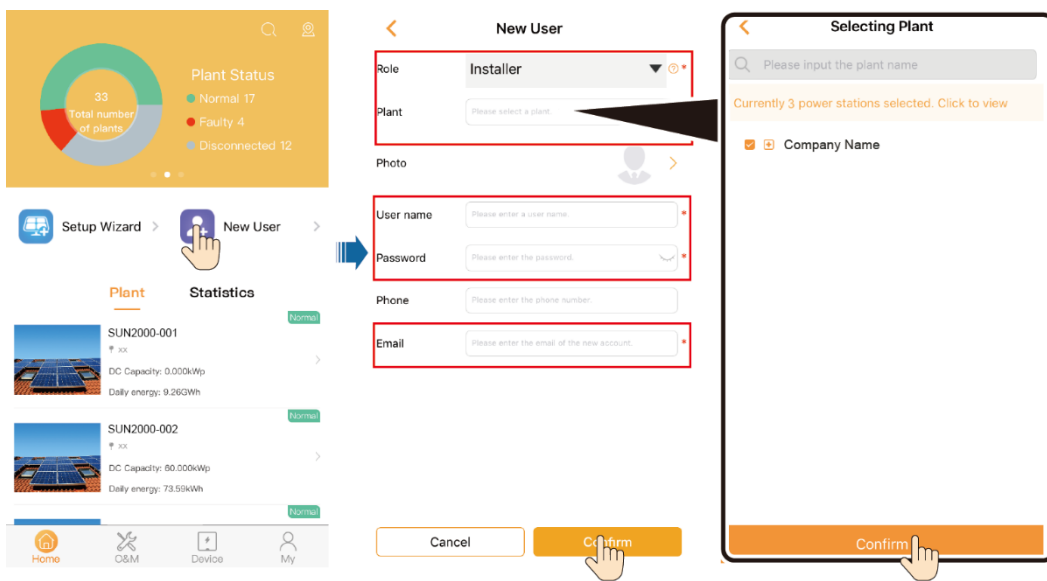 Plant Status
33
Total number
of plants
Normal 17
Faulty 4
Disconnected 12
Setup Wizard
New User
Plant
Statistics
Normal
SUN2000-001
xx
DC Capacity: 0.000kWp
Daily energy: 9.26GWh
Normal
SUN2000-002
xx
DC Capacity: 60.000kWp
Daily energy: 73.59kWh
Normal
Home
O&M
Device
My
New User
Role
Installer
*
Plant
Please select a plant.
Photo
User name
Please enter a user name.
*
Password
Please enter the password.
*
Phone
Please enter the phone number.
Email
Please enter the email of the new account.
*
Cancel
Confirm
Selecting Plant
Please input the plant name
Currently 3 power stations selected. Click to view
Company Name
Confirm